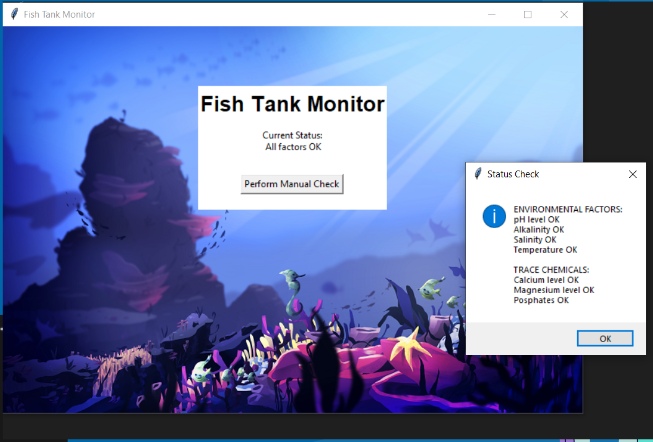 Fish Tank Monitor
Fish Tank Monitor
Current Status:
All factors OK
Perform Manual Check
Status Check
ENVIRONMENTAL FACTORS:
pH level OK
Alkalinity OK
Salinity OK
Temperature OK
TRACE CHEMICALS:
Calcium level OK
Magnesium level OK
Posphates OK
OK